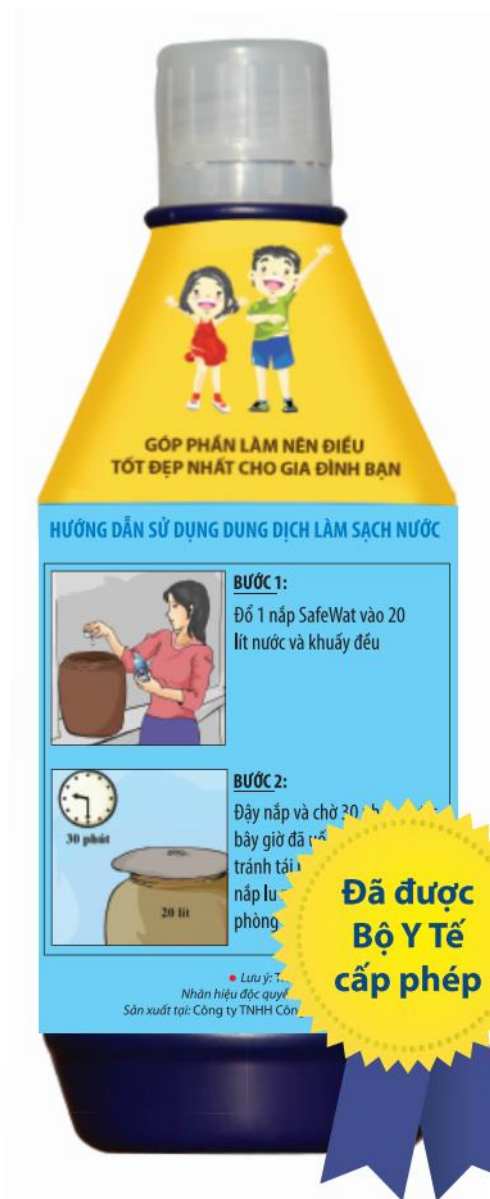 GÓP PHẦN LÀM NÊN ĐIỀU
TỐT ĐẸP NHẤT CHO GIA ĐÌNH BẠN
HƯỚNG DẪN SỬ DỤNG DUNG DỊCH LÀM SẠCH NƯỚC
BƯỚC 1:
Đổ 1 nắp SafeWat vào 20
lít nước và khuấy đều
BƯỚC 2:
Đậy nắp và chờ 30
bây giờ đã
tránh tái
nắp lu
phòng
30 phút
20 lít
Đã được
Bộ Y Tế
cấp phép
• Lưu ý:
Nhãn hiệu độc
Sản xuất tại: Công ty TNHH